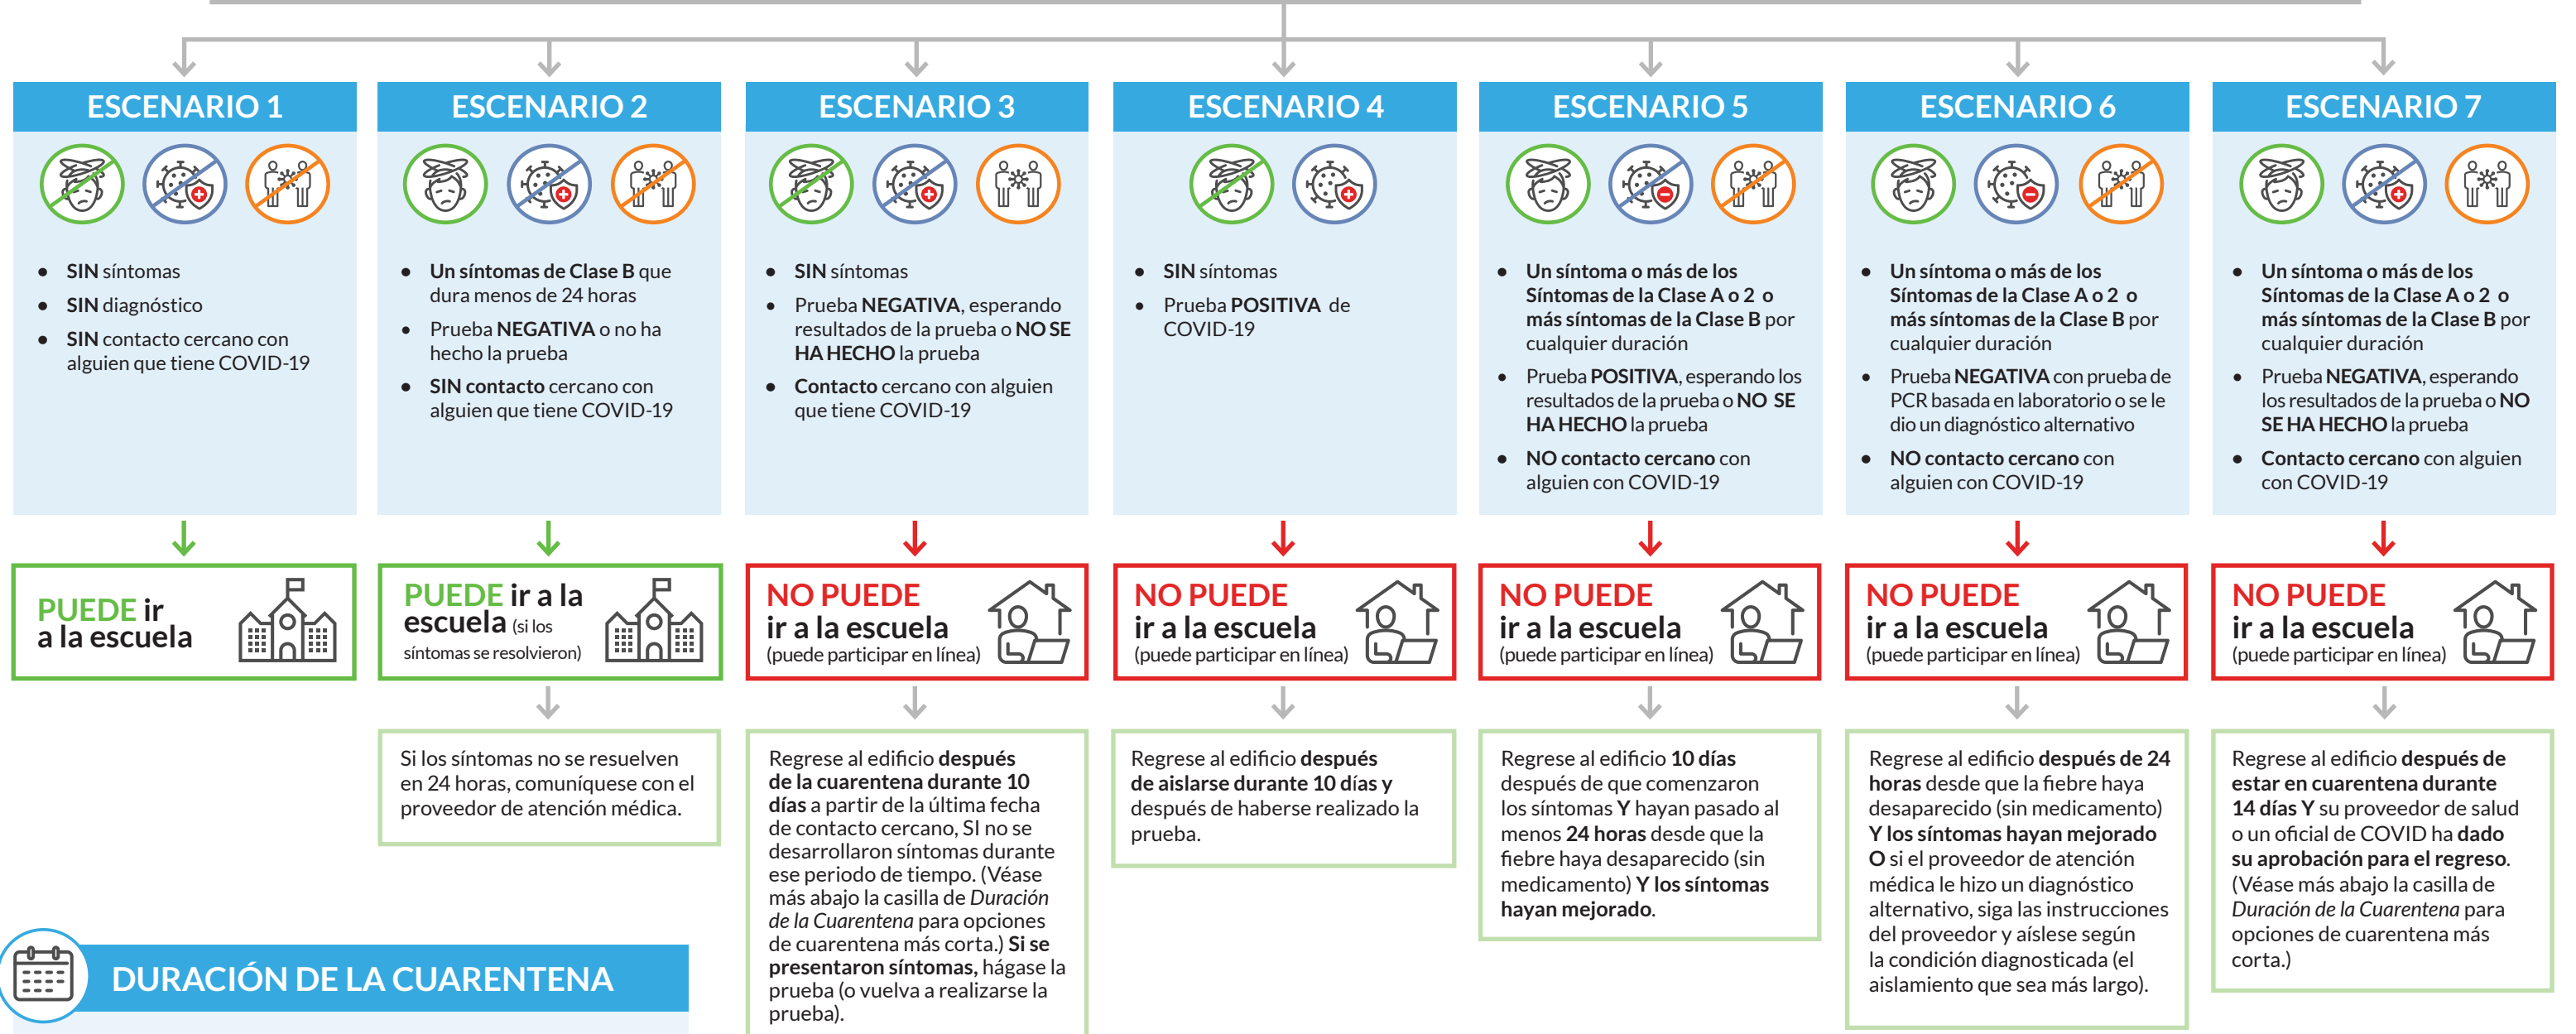 ESCENARIO 1
● SIN síntomas
● SIN diagnóstico
● SIN contacto cercano con
alguien que tiene COVID-19
PUEDE ir
a la escuela
ESCENARIO 2
● Un síntomas de Clase B que
dura menos de 24 horas
● Prueba NEGATIVA o no ha
hecho la prueba
● SIN contacto cercano con
alguien que tiene COVID-19
PUEDE ir a la
escuela (si los
síntomas se resolvieron)
Si los síntomas no se resuelven
en 24 horas, comuníquese con el
proveedor de atención médica.
ESCENARIO 3
● SIN síntomas
● Prueba NEGATIVA, esperando
resultados de la prueba o NO SE
HA HECHO la prueba
● Contacto cercano con alguien
que tiene COVID-19
NO PUEDE
ir a la escuela
(puede participar en línea)
Regrese al edificio después
de la cuarentena durante 10
días a partir de la última fecha
de contacto cercano, SI no se
desarrollaron síntomas durante
ese periodo de tiempo. (Véase
más abajo la casilla de Duración
de la Cuarentena para opciones
de cuarentena más corta.) Si se
presentaron síntomas, hágase la
prueba (o vuelva a realizarse la
prueba).
ESCENARIO 4
● SIN síntomas
● Prueba POSITIVA de
COVID-19
NO PUEDE
ir a la escuela
(puede participar en línea)
Regrese al edificio después
de aislarse durante 10 días y
después de haberse realizado la
prueba.
ESCENARIO 5
● Un síntoma o más de los
Síntomas de la Clase A o 2 o
más síntomas de la Clase B por
cualquier duración
● Prueba POSITIVA, esperando los
resultados de la prueba o NO SE
HA HECHO la prueba
● NO contacto cercano con
alguien con COVID-19
NO PUEDE
ir a la escuela
(puede participar en línea)
Regrese al edificio 10 días
después de que comenzaron
los síntomas Y hayan pasado al
menos 24 horas desde que la
fiebre haya desaparecido (sin
medicamento) Y los síntomas
hayan mejorado.
ESCENARIO 6
● Un síntoma o más de los
Síntomas de la Clase A o 2 o
más síntomas de la Clase B por
cualquier duración
● Prueba NEGATIVA con prueba de
PCR basada en laboratorio o se le
dio un diagnóstico alternativo
● NO contacto cercano con
alguien con COVID-19
NO PUEDE
ir a la escuela
(puede participar en línea)
Regrese al edificio después de 24
horas desde que la fiebre haya
desaparecido (sin medicamento)
Y los síntomas hayan mejorado
O si el proveedor de atención
médica le hizo un diagnóstico
alternativo, siga las instrucciones
del proveedor y aíslese según
la condición diagnosticada (el
aislamiento que sea más largo).
ESCENARIO 7
● Un síntoma o más de los
Síntomas de la Clase A o 2 o
más síntomas de la Clase B por
cualquier duración
● Prueba NEGATIVA, esperando
los resultados de la prueba o NO
SE HA HECHO la prueba
● Contacto cercano con alguien
con COVID-19
NO PUEDE
ir a la escuela
(puede participar en línea)
Regrese al edificio después de
estar en cuarentena durante
14 días Y su proveedor de salud
o un oficial de COVID ha dado
su aprobación para el regreso.
(Véase más abajo la casilla de
Duración de la Cuarentena para
opciones de cuarentena más
corta.)
DURACIÓN DE LA CUARENTENA